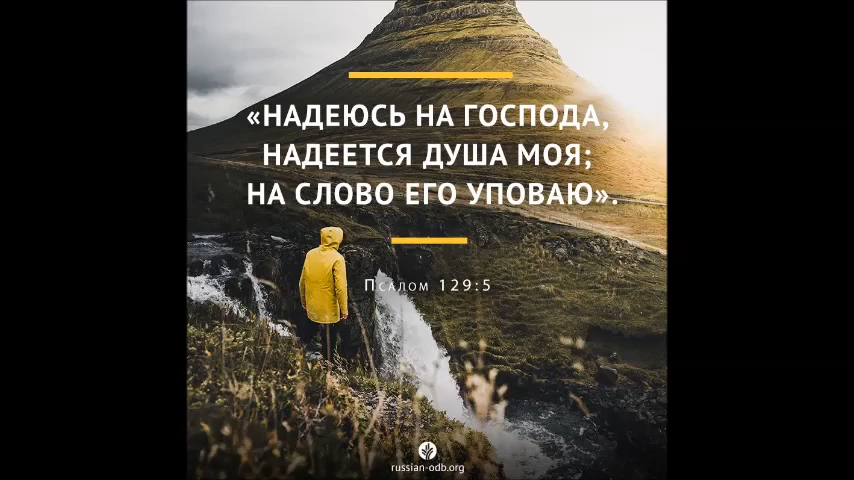 «НАДЕЮСЬ НА ГОСПОДА,
НАДЕЕТСЯ ДУША МОЯ;
НА СЛОВО ЕГО УПОВАЮ».
Псалом 129:5
russian-odb.org